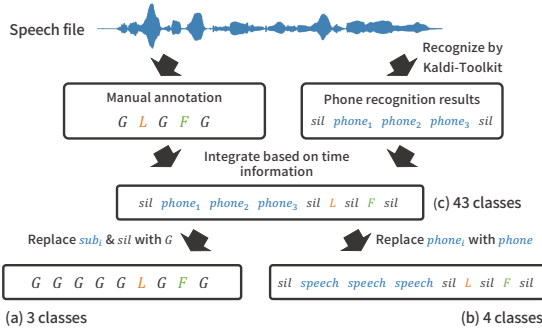 Speech file
Recognize by
Kaldi-Toolkit
Manual annotation
G L G F G
Phone recognition results
sil phone₁ phone₂ phone₃ sil
Integrate based on time
information
sil phone₁ phone₂ phone₃ sil L sil F sil
(c) 43 classes
Replace subᵢ & sil with G
Replace phoneᵢ with phone
G G G G G L G F G
sil speech speech speech sil L sil F sil
(a) 3 classes
(b) 4 classes